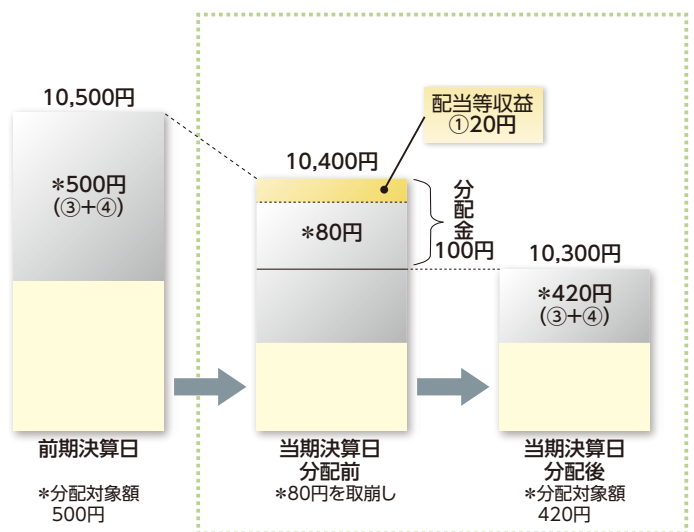 10,500円
*500円
(③+④)
前期決算日
*分配対象額
500円
配当等収益
①20円
10,400円
*80円
分配金
100円
当期決算日
分配前
*80円を取崩し
10,300円
*420円
(③+④)
当期決算日
分配後
*分配対象額
420円